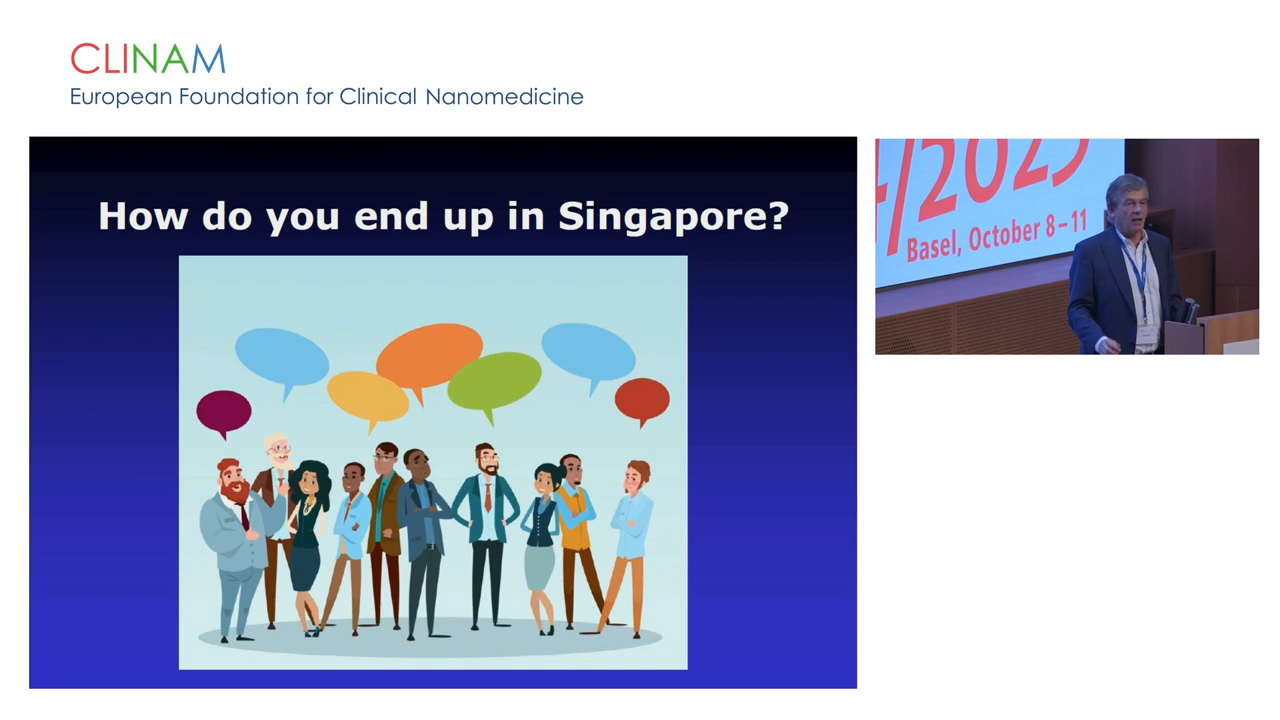 CLINAM
European Foundation for Clinical Nanomedicine
How do you end up in Singapore?
/2023
Basel, October 8–11